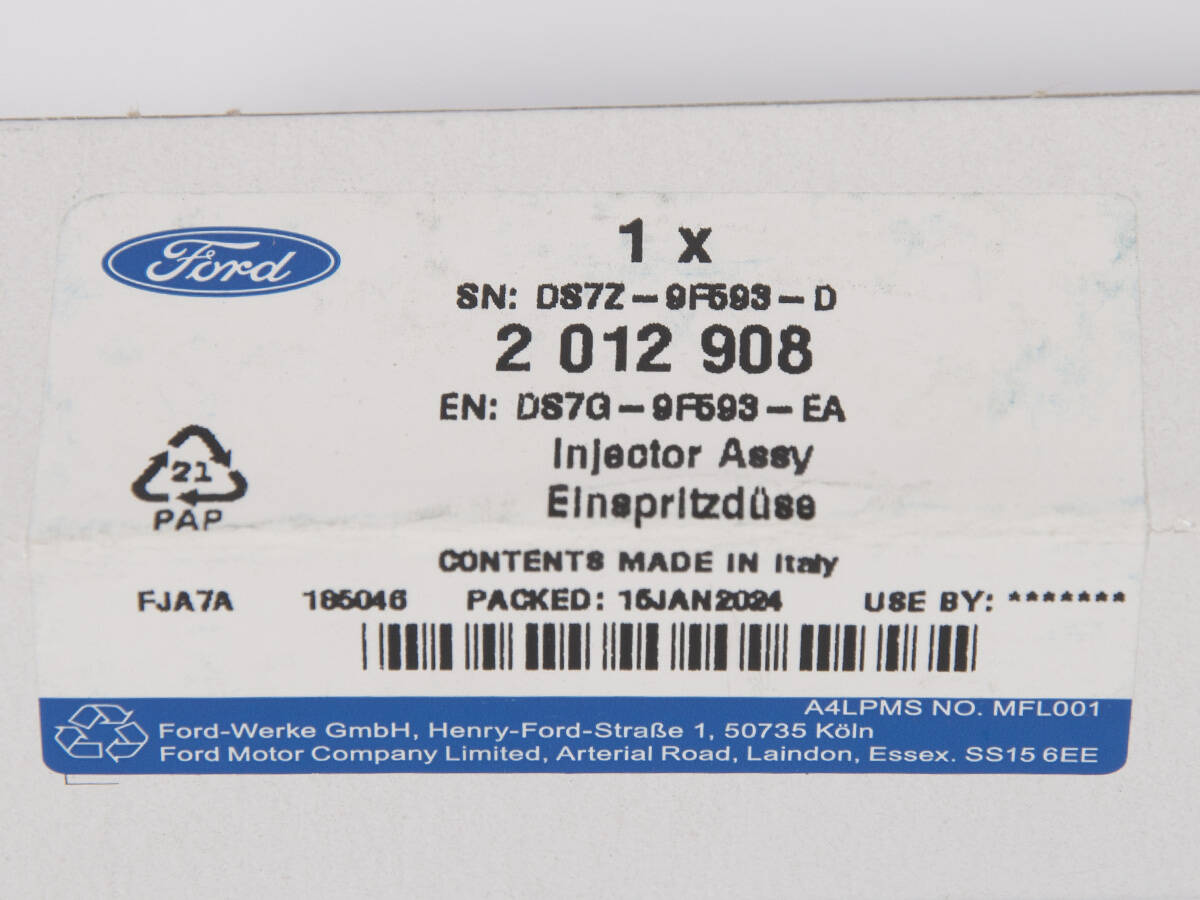 Ford
1 x
SN: DS7Z-9F593-D
2 012 908
EN: DS7G-9F593-EA
Injector Assy
Einspritzdüse
21
PAP
CONTENTS MADE IN Italy
FJA7A 185046 PACKED: 15JAN2024 USE BY: *******
A4LPMS NO. MFL001
Ford-Werke GmbH, Henry-Ford-Straße 1, 50735 Köln
Ford Motor Company Limited, Arterial Road, Laindon, Essex. SS15 6EE